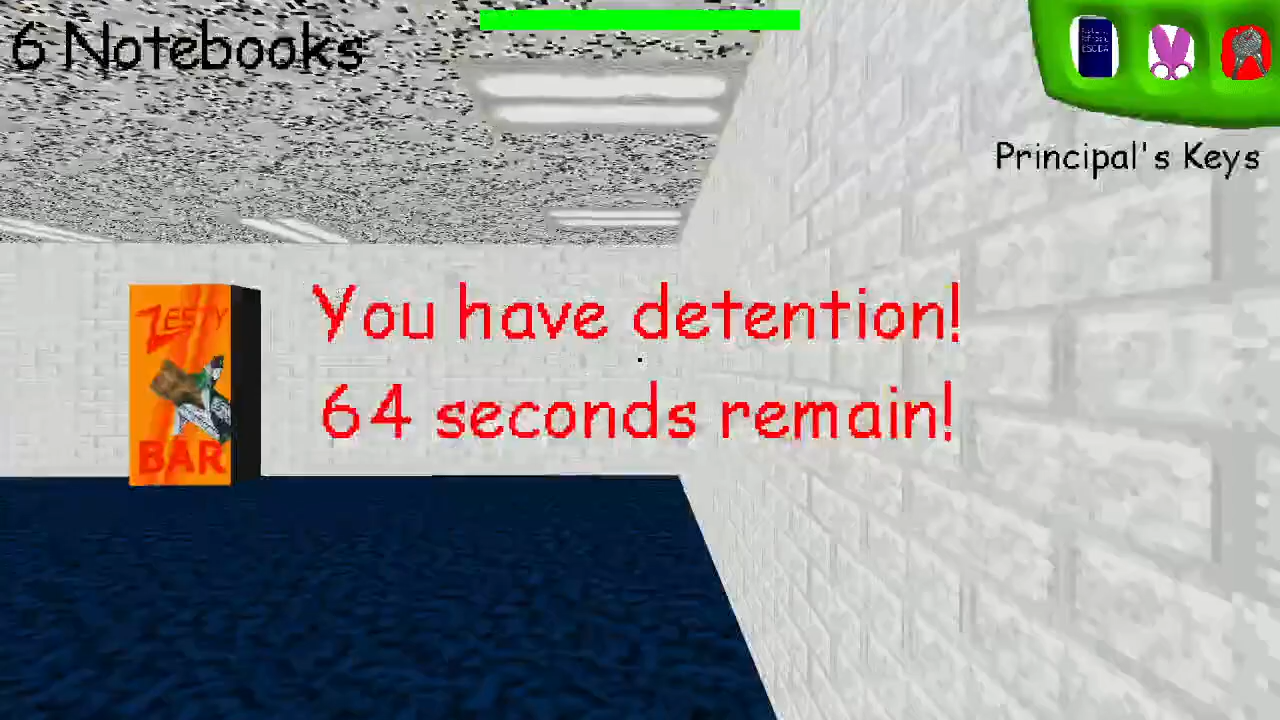 6 Notebooks
Principal's Keys
ZESTY
BAR
You have detention!
64 seconds remain!